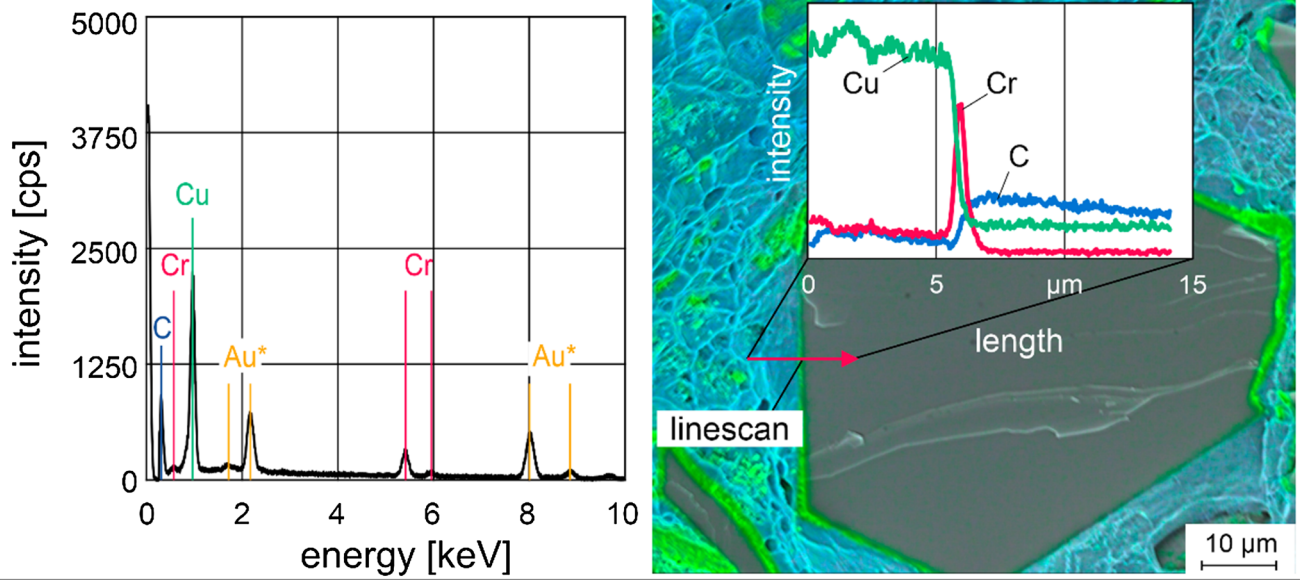 5000
3750
2500
1250
0
intensity [cps]
Cu
Cr
Cr
C
Au*
Au*
0 2 4 6 8 10
energy [keV]
intensity
Cu
Cr
C
0 5 µm 15
length
linescan
10 µm